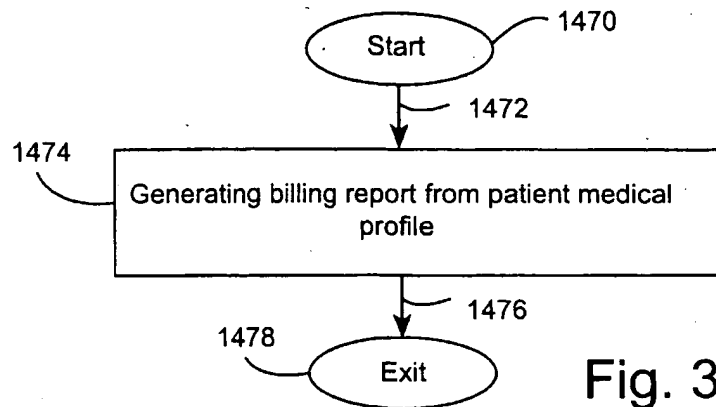 Start
1470
1472
1474
Generating billing report from patient medical
profile
1476
1478
Exit
Fig. 3